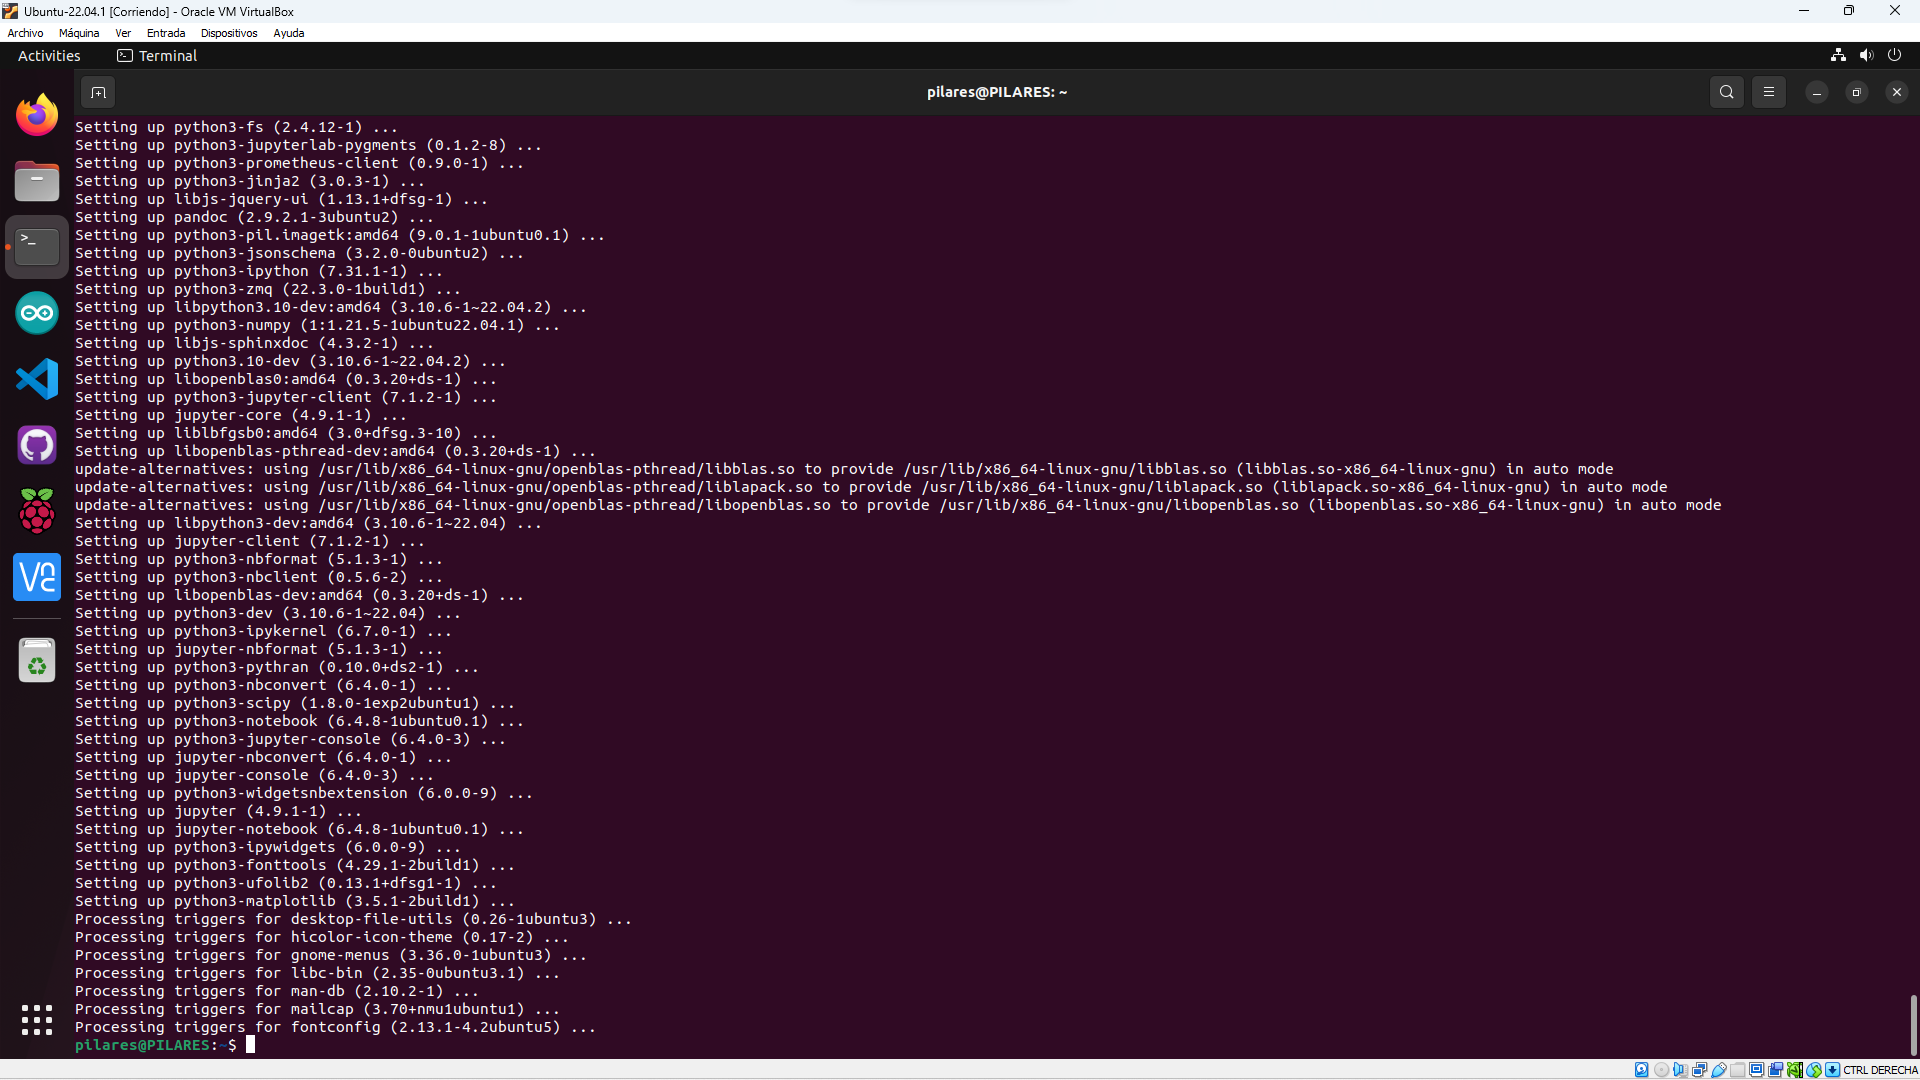 Ubuntu-22.04.1 [Corriendo] - Oracle VM VirtualBox
Archivo Máquina Ver Entrada Dispositivos Ayuda
Activities Terminal
pilares@PILARES: ~
Setting up python3-fs (2.4.12-1) ...
Setting up python3-jupyterlab-pygments (0.1.2-8) ...
Setting up python3-prometheus-client (0.9.0-1) ...
Setting up python3-jinja2 (3.0.3-1) ...
Setting up libjs-jquery-ui (1.13.1+dfsg-1) ...
Setting up pandoc (2.9.2.1-3ubuntu2) ...
Setting up python3-pil.imagetk:amd64 (9.0.1-1ubuntu0.1) ...
Setting up python3-jsonschema (3.2.0-0ubuntu2) ...
Setting up python3-ipython (7.31.1-1) ...
Setting up python3-zmq (22.3.0-1build1) ...
Setting up libpython3.10-dev:amd64 (3.10.6-1~22.04.2) ...
Setting up python3-numpy (1:1.21.5-1ubuntu22.04.1) ...
Setting up libjs-sphinxdoc (4.3.2-1) ...
Setting up python3.10-dev (3.10.6-1~22.04.2) ...
Setting up libopenblas0:amd64 (0.3.20+ds-1) ...
Setting up python3-jupyter-client (7.1.2-1) ...
Setting up jupyter-core (4.9.1-1) ...
Setting up liblbfgsb0:amd64 (3.0+dfsg.3-10) ...
Setting up libopenblas-pthread-dev:amd64 (0.3.20+ds-1) ...
update-alternatives: using /usr/lib/x86_64-linux-gnu/openblas-pthread/libblas.so to provide /usr/lib/x86_64-linux-gnu/libblas.so (libblas.so-x86_64-linux-gnu) in auto mode
update-alternatives: using /usr/lib/x86_64-linux-gnu/openblas-pthread/liblapack.so to provide /usr/lib/x86_64-linux-gnu/liblapack.so (liblapack.so-x86_64-linux-gnu) in auto mode
update-alternatives: using /usr/lib/x86_64-linux-gnu/openblas-pthread/libopenblas.so to provide /usr/lib/x86_64-linux-gnu/libopenblas.so (libopenblas.so-x86_64-linux-gnu) in auto mode
Setting up libpython3-dev:amd64 (3.10.6-1~22.04) ...
Setting up jupyter-client (7.1.2-1) ...
Setting up python3-nbformat (5.1.3-1) ...
Setting up python3-nbclient (0.5.6-2) ...
Setting up libopenblas-dev:amd64 (0.3.20+ds-1) ...
Setting up python3-dev (3.10.6-1~22.04) ...
Setting up python3-ipykernel (6.7.0-1) ...
Setting up jupyter-nbformat (5.1.3-1) ...
Setting up python3-pythran (0.10.0+ds2-1) ...
Setting up python3-nbconvert (6.4.0-1) ...
Setting up python3-scipy (1.8.0-1exp2ubuntu1) ...
Setting up python3-notebook (6.4.8-1ubuntu0.1) ...
Setting up python3-jupyter-console (6.4.0-3) ...
Setting up jupyter-nbconvert (6.4.0-1) ...
Setting up jupyter-console (6.4.0-3) ...
Setting up python3-widgetsnbextension (6.0.0-9) ...
Setting up jupyter (4.9.1-1) ...
Setting up jupyter-notebook (6.4.8-1ubuntu0.1) ...
Setting up python3-ipywidgets (6.0.0-9) ...
Setting up python3-fonttools (4.29.1-2build1) ...
Setting up python3-ufolib2 (0.13.1+dfsg1-1) ...
Setting up python3-matplotlib (3.5.1-2build1) ...
Processing triggers for desktop-file-utils (0.26-1ubuntu3) ...
Processing triggers for hicolor-icon-theme (0.17-2) ...
Processing triggers for gnome-menus (3.36.0-1ubuntu3) ...
Processing triggers for libc-bin (2.35-0ubuntu3.1) ...
Processing triggers for man-db (2.10.2-1) ...
Processing triggers for mailcap (3.70+nmu1ubuntu1) ...
Processing triggers for fontconfig (2.13.1-4.2ubuntu5) ...
pilares@PILARES:~$
CTRL DERECHA